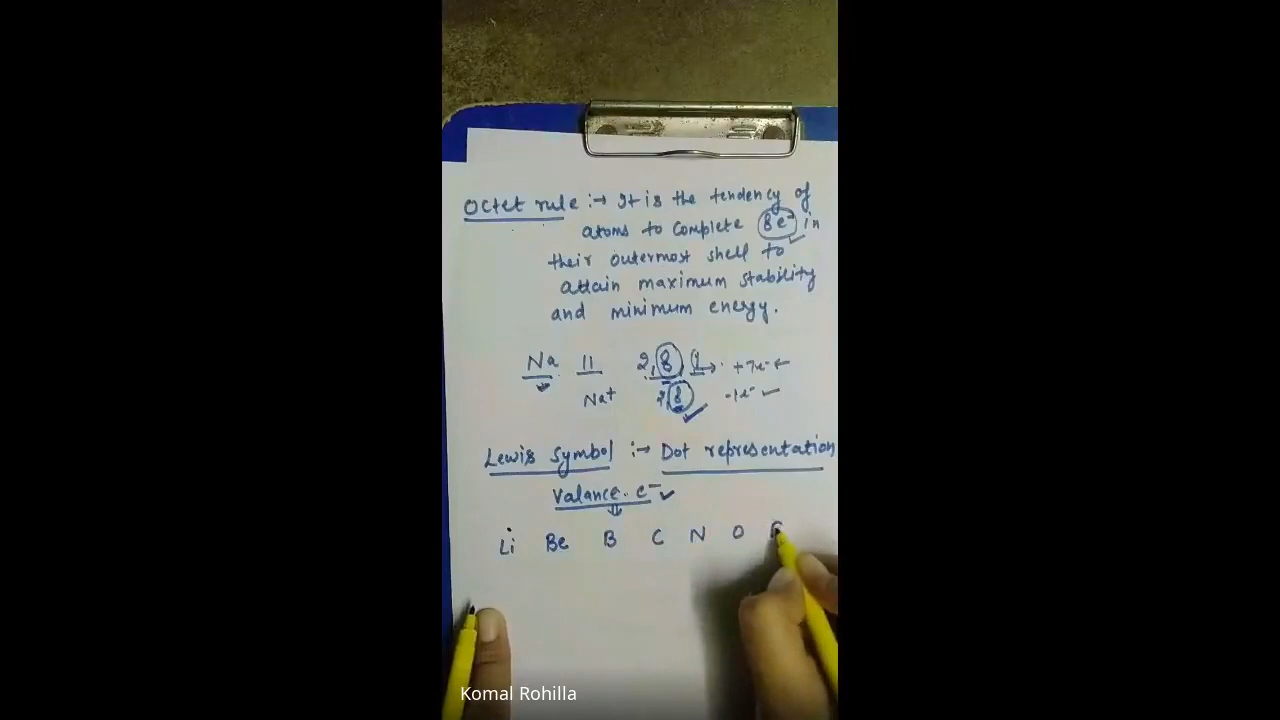 Octet rule :→ It is the tendency of
atoms to complete 8e⁻ in
their outermost shell to
attain maximum stability
and minimum energy.
Na 11 2,8,1 → +7e⁻ ←
Na⁺ 2,8 -1e⁻ ✓
Lewis Symbol :→ Dot representation
Valance e⁻ ✓
Li Be B C N O F
Komal Rohilla